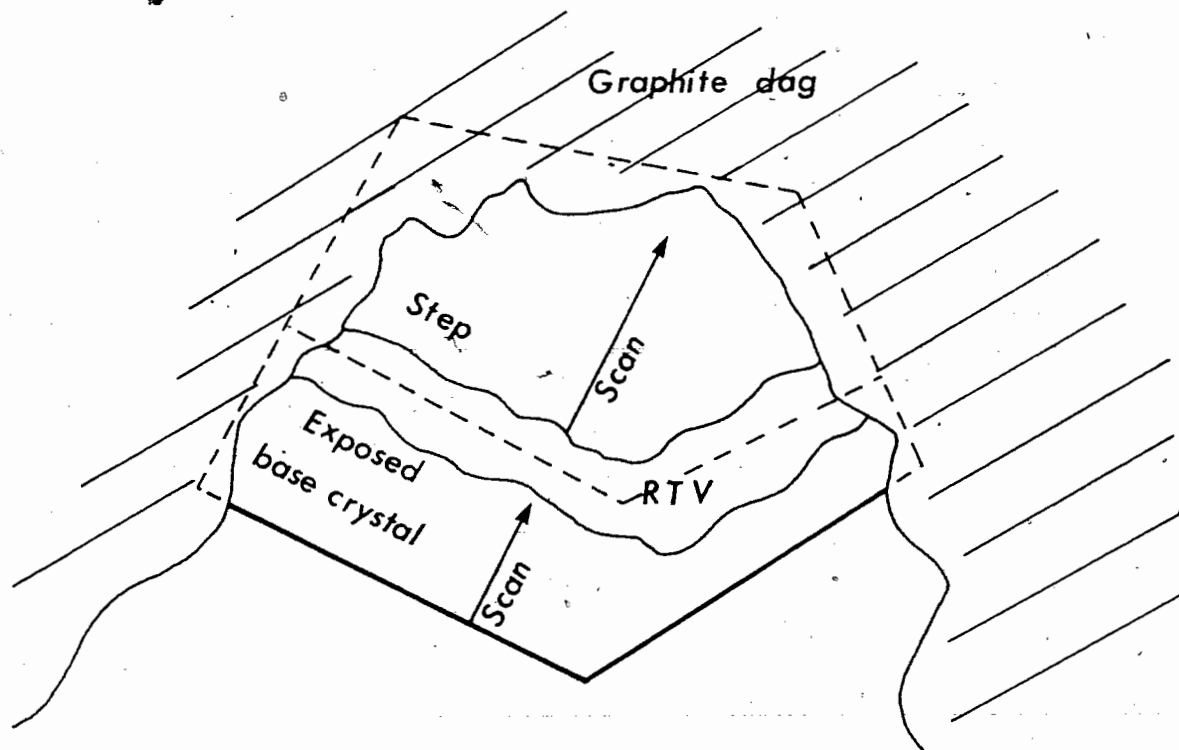 Graphite dag
Step
Scan
Exposed
base crystal
RTV
Scan